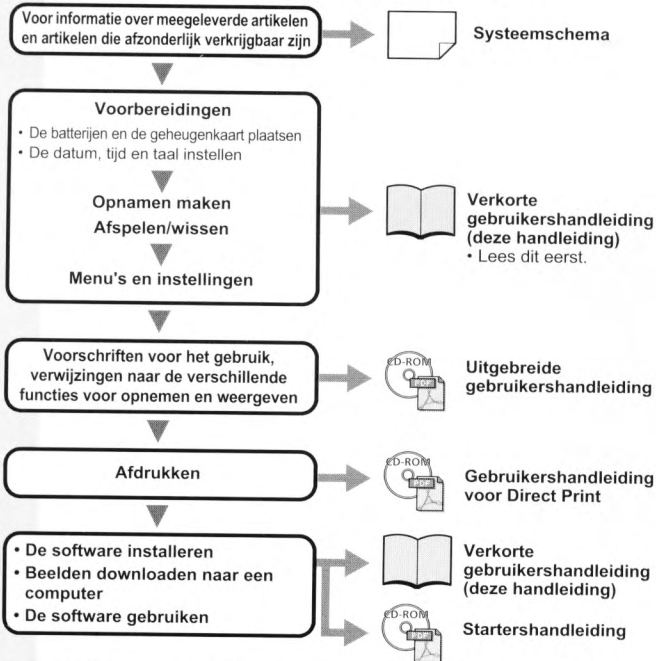 Voor informatie over meegeleverde artikelen
en artikelen die afzonderlijk verkrijgbaar zijn
Systeemschema
Voorbereidingen
• De batterijen en de geheugenkaart plaatsen
• De datum, tijd en taal instellen
Opnamen maken
Afspelen/wissen
Menu's en instellingen
Verkorte
gebruikershandleiding
(deze handleiding)
• Lees dit eerst.
Voorschriften voor het gebruik,
verwijzingen naar de verschillende
functies voor opnemen en weergeven
CD-ROM
PDF
Uitgebreide
gebruikershandleiding
Afdrukken
CD-ROM
PDF
Gebruikershandleiding
voor Direct Print
• De software installeren
• Beelden downloaden naar een
computer
• De software gebruiken
Verkorte
gebruikershandleiding
(deze handleiding)
CD-ROM
PDF
Startershandleiding